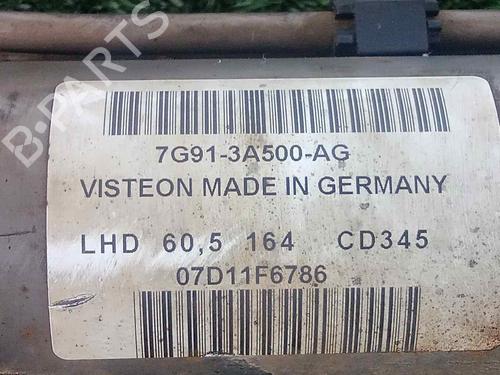 7G91-3A500-AG
VISTEON MADE IN GERMANY
LHD 60,5 164 CD345
07D11F6786
B-PARTS